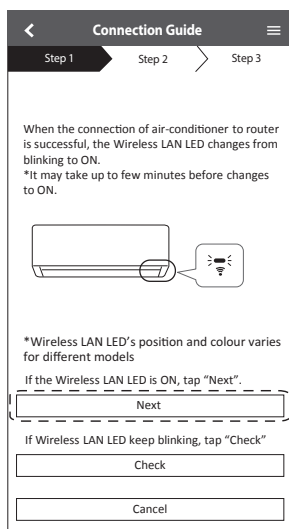 Connection Guide
Step 1 Step 2 Step 3
When the connection of air-conditioner to router
is successful, the Wireless LAN LED changes from
blinking to ON.
*It may take up to few minutes before changes
to ON.
*Wireless LAN LED's position and colour varies
for different models
If the Wireless LAN LED is ON, tap "Next".
Next
If Wireless LAN LED keep blinking, tap "Check"
Check
Cancel